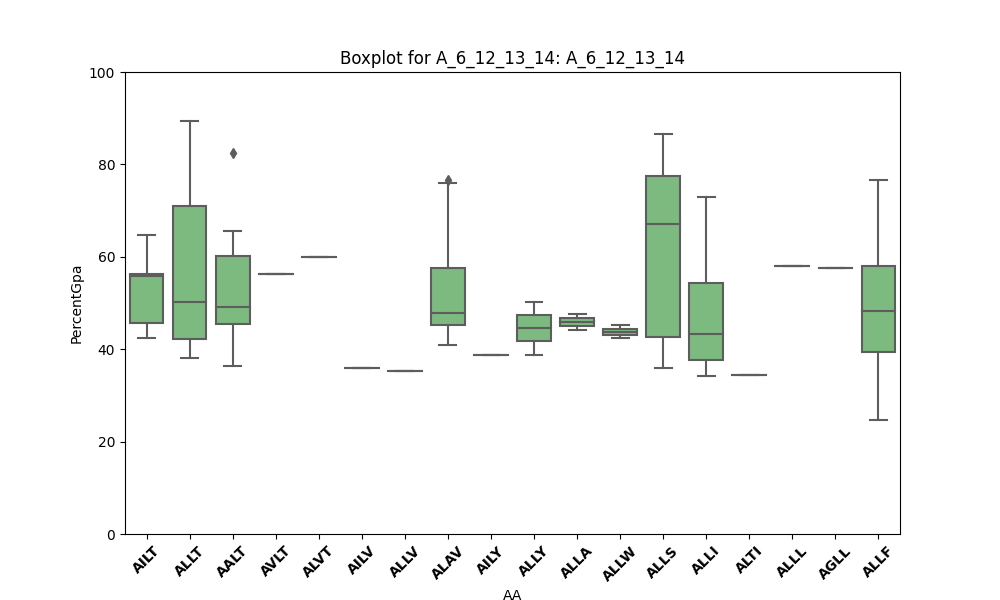 Boxplot for A_6_12_13_14: A_6_12_13_14
100
80
60
40
20
0
PercentGpa
AILT ALLT AALT AVLT ALVT AILV ALLV ALAV AILY ALLY ALLA ALLW ALLS ALLI ALTI ALLL AGLL ALLF
AA